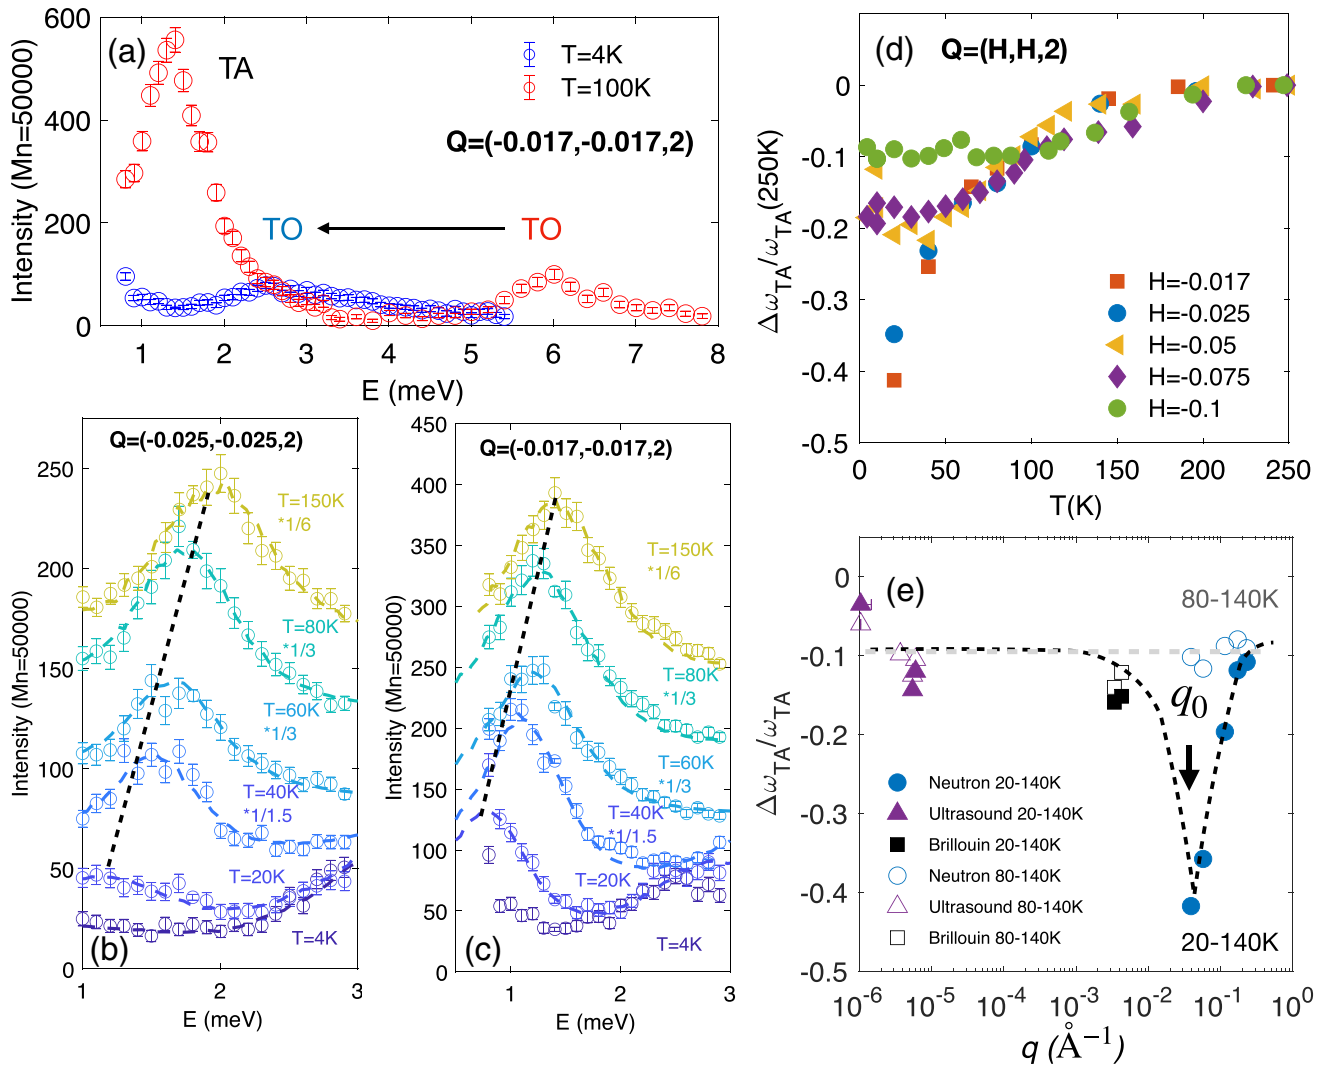 (a)
Intensity (Mn=50000)
600
400
200
0
TA
T=4K
T=100K
Q=(-0.017,-0.017,2)
TO
TO
1 2 3 4 5 6 7 8
E (meV)
(d)
Q=(H,H,2)
Δω_TA/ω_TA(250K)
0
-0.1
-0.2
-0.3
-0.4
-0.5
H=-0.017
H=-0.025
H=-0.05
H=-0.075
H=-0.1
0 50 100 150 200 250
T(K)
Q=(-0.025,-0.025,2)
Intensity (Mn=50000)
250
200
150
100
50
0
T=150K
*1/6
T=80K
*1/3
T=60K
*1/3
T=40K
*1/1.5
T=20K
T=4K
(b)
1 2 3
E (meV)
Q=(-0.017,-0.017,2)
Intensity (Mn=50000)
450
400
350
300
250
200
150
100
50
0
T=150K
*1/6
T=80K
*1/3
T=60K
*1/3
T=40K
*1/1.5
T=20K
T=4K
(c)
1 2 3
E (meV)
(e)
Δω_TA/ω_TA
0
-0.1
-0.2
-0.3
-0.4
-0.5
80-140K
q₀
Neutron 20-140K
Ultrasound 20-140K
Brillouin 20-140K
Neutron 80-140K
Ultrasound 80-140K
Brillouin 80-140K
20-140K
10⁻⁶ 10⁻⁵ 10⁻⁴ 10⁻³ 10⁻² 10⁻¹ 10⁰
q (Å⁻¹)